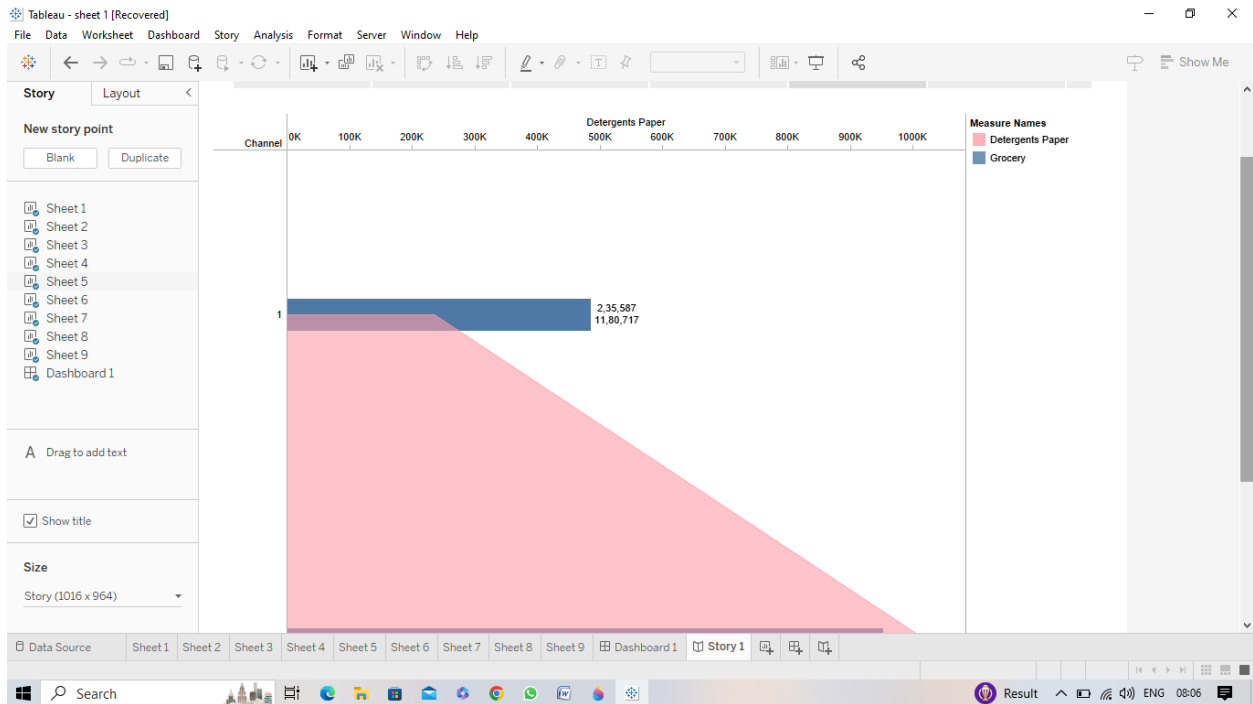 Tableau - sheet 1 [Recovered]
File Data Worksheet Dashboard Story Analysis Format Server Window Help
Show Me
Story Layout
New story point
Blank Duplicate
Sheet 1
Sheet 2
Sheet 3
Sheet 4
Sheet 5
Sheet 6
Sheet 7
Sheet 8
Sheet 9
Dashboard 1
A Drag to add text
Show title
Size
Story (1016 x 964)
Detergents Paper
Channel 0K 100K 200K 300K 400K 500K 600K 700K 800K 900K 1000K
1
2,35,587
11,80,717
Measure Names
Detergents Paper
Grocery
Data Source Sheet 1 Sheet 2 Sheet 3 Sheet 4 Sheet 5 Sheet 6 Sheet 7 Sheet 8 Sheet 9 Dashboard 1 Story 1
Search
Result ENG 08:06